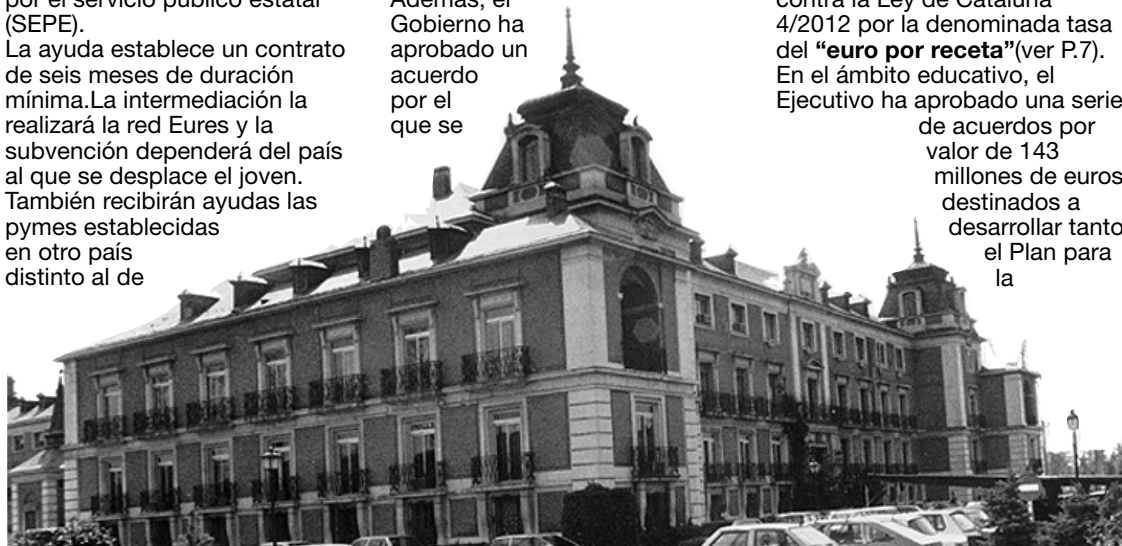 por el servicio público estatal
(SEPE).
La ayuda establece un contrato
de seis meses de duración
mínima.La intermediación la
realizará la red Eures y la
subvención dependerá del país
al que se desplace el joven.
También recibirán ayudas las
pymes establecidas
en otro país
distinto al de
Además, el
Gobierno ha
aprobado un
acuerdo
por el
que se
contra la Ley de Cataluña
4/2012 por la denominada tasa
del “euro por receta”(ver P.7).
En el ámbito educativo, el
Ejecutivo ha aprobado una serie
de acuerdos por
valor de 143
millones de euros
destinados a
desarrollar tanto
el Plan para
la